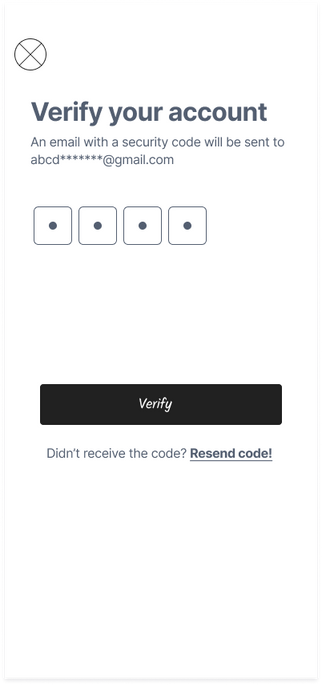 Verify your account
An email with a security code will be sent to
abcd*******@gmail.com
Verify
Didn’t receive the code? Resend code!